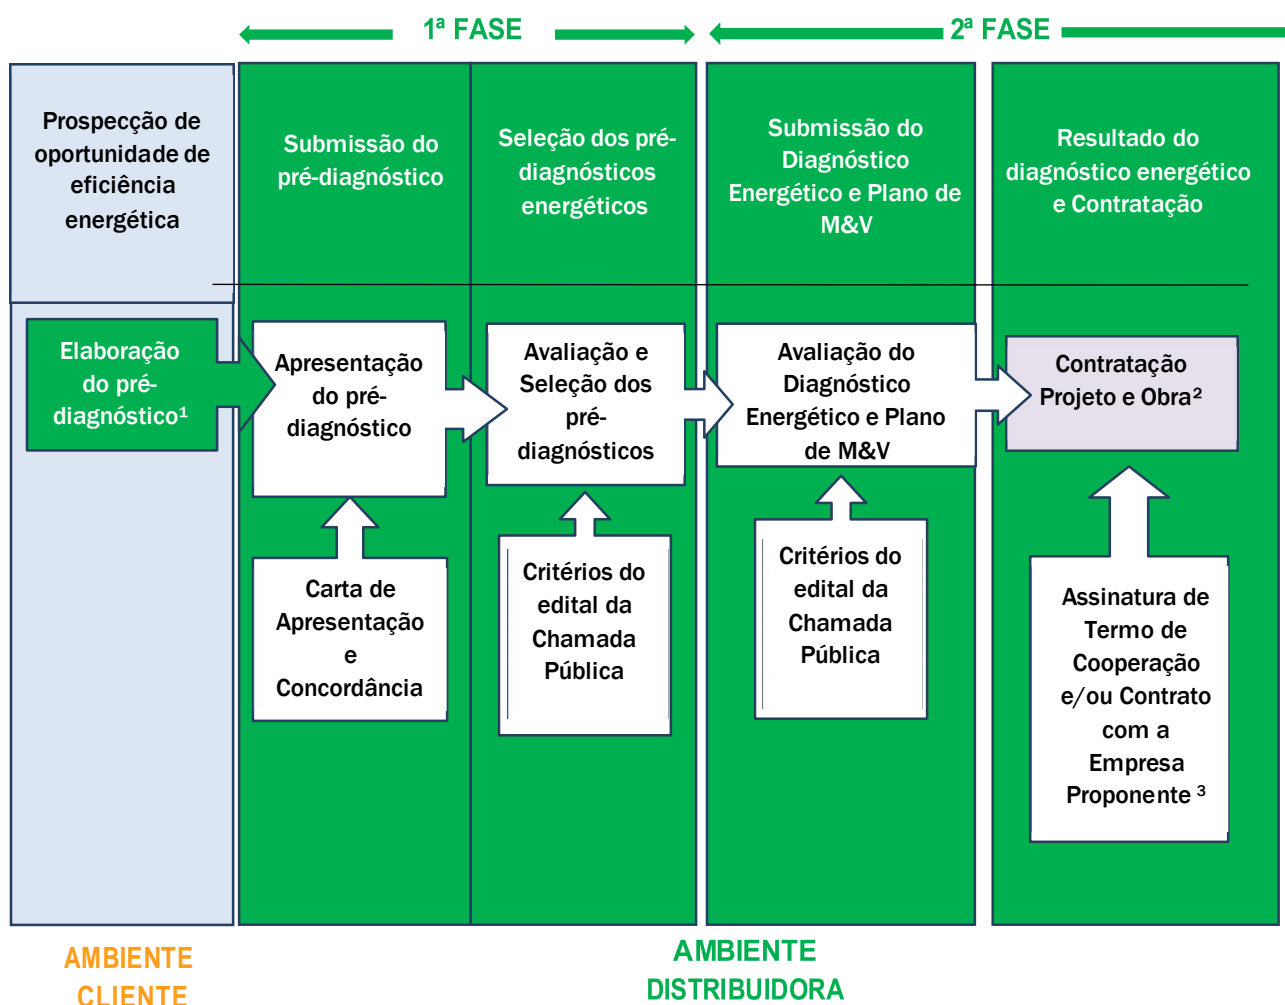 1ª FASE
2ª FASE
Prospecção de
oportunidade de
eficiência
energética
Submissão do
pré-diagnóstico
Seleção dos pré-
diagnósticos
energéticos
Submissão do
Diagnóstico
Energético e Plano de
M&V
Resultado do
diagnóstico energético
e Contratação
Elaboração
do pré-
diagnóstico¹
Apresentação
do pré-
diagnóstico
Avaliação e
Seleção dos
pré-
diagnósticos
Avaliação do
Diagnóstico
Energético e Plano
de M&V
Contratação
Projeto e Obra²
Carta de
Apresentação
e
Concordância
Critérios do
edital da
Chamada
Pública
Critérios do
edital da
Chamada
Pública
Assinatura de
Termo de
Cooperação
e/ou Contrato
com a
Empresa
Proponente ³
AMBIENTE
CLIENTE
AMBIENTE
DISTRIBUIDORA